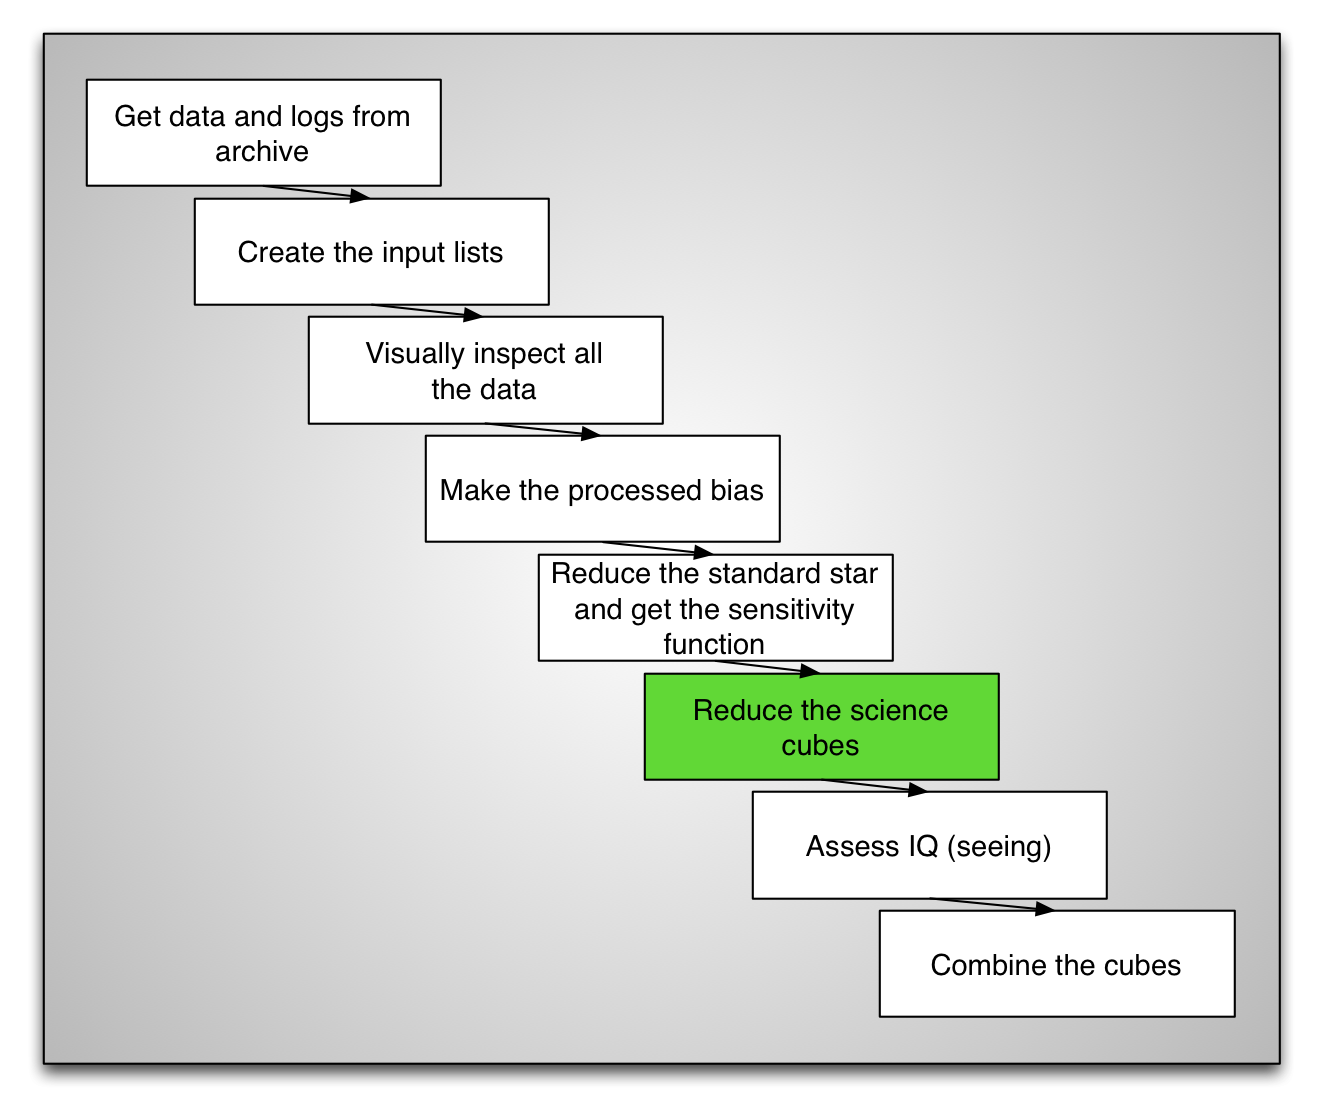 Get data and logs from
archive
Create the input lists
Visually inspect all
the data
Make the processed bias
Reduce the standard star
and get the sensitivity
function
Reduce the science
cubes
Assess IQ (seeing)
Combine the cubes